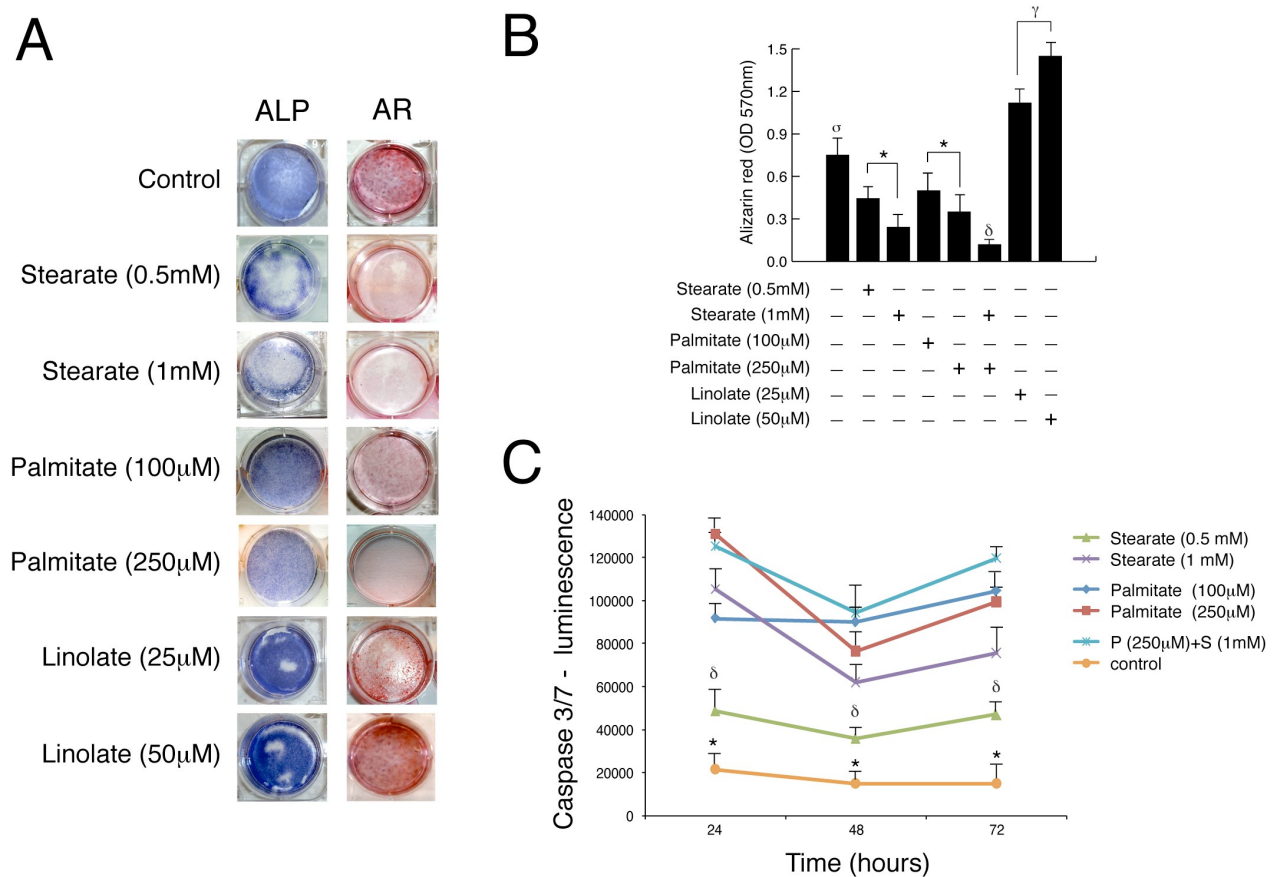 A
ALP AR
Control
Stearate (0.5mM)
Stearate (1mM)
Palmitate (100μM)
Palmitate (250μM)
Linolate (25μM)
Linolate (50μM)
B
Alizarin red (OD 570nm)
1.5
1.2
0.9
0.6
0.3
0.0
σ
*
*
δ
γ
Stearate (0.5mM) – + – – – – – –
Stearate (1mM) – – + – – + – –
Palmitate (100μM) – – – + – – – –
Palmitate (250μM) – – – – + + – –
Linolate (25μM) – – – – – – + –
Linolate (50μM) – – – – – – – +
C
Caspase 3/7 - luminescence
140000
120000
100000
80000
60000
40000
20000
0
δ
δ
δ
*
*
*
24 48 72
Time (hours)
Stearate (0.5 mM)
Stearate (1 mM)
Palmitate (100μM)
Palmitate (250μM)
P (250μM)+S (1mM)
control